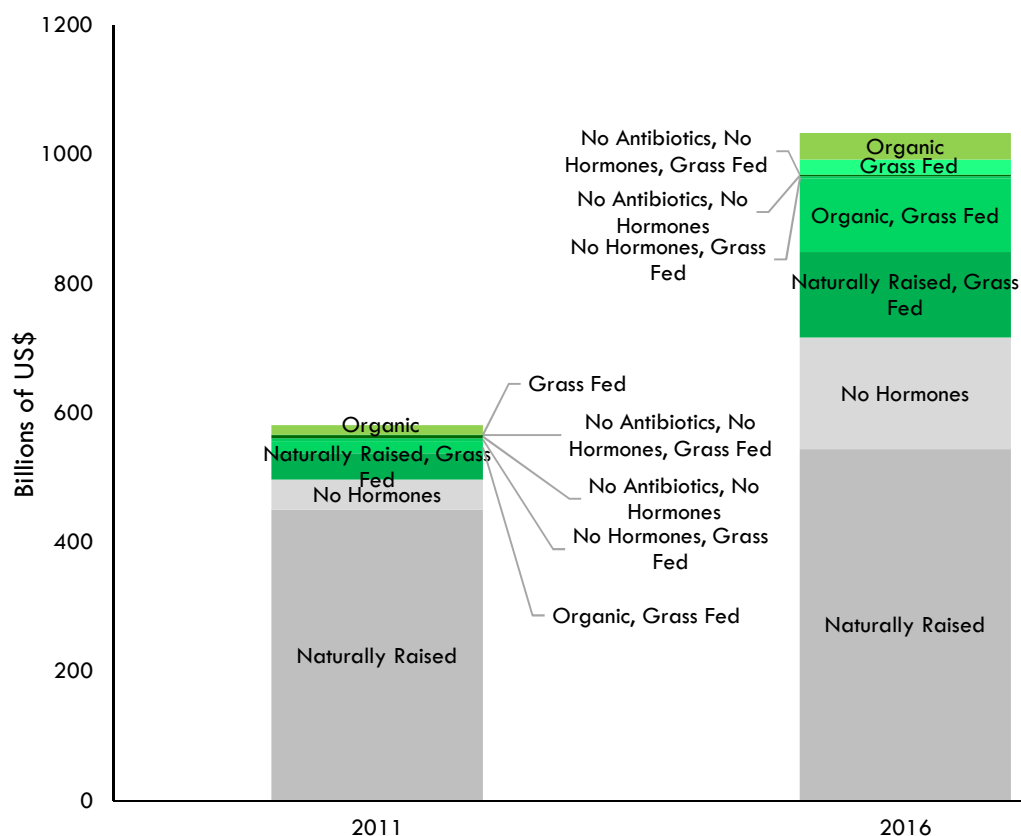 1200
1000
800
600
400
200
0
Billions of US$
Organic
Naturally Raised, Grass
Fed
No Hormones
Naturally Raised
Grass Fed
No Antibiotics, No
Hormones, Grass Fed
No Antibiotics, No
Hormones
No Hormones, Grass
Fed
Organic, Grass Fed
No Antibiotics, No
Hormones, Grass Fed
No Antibiotics, No
Hormones
No Hormones, Grass
Fed
Organic
Grass Fed
Organic, Grass Fed
Naturally Raised, Grass
Fed
No Hormones
Naturally Raised
2011
2016